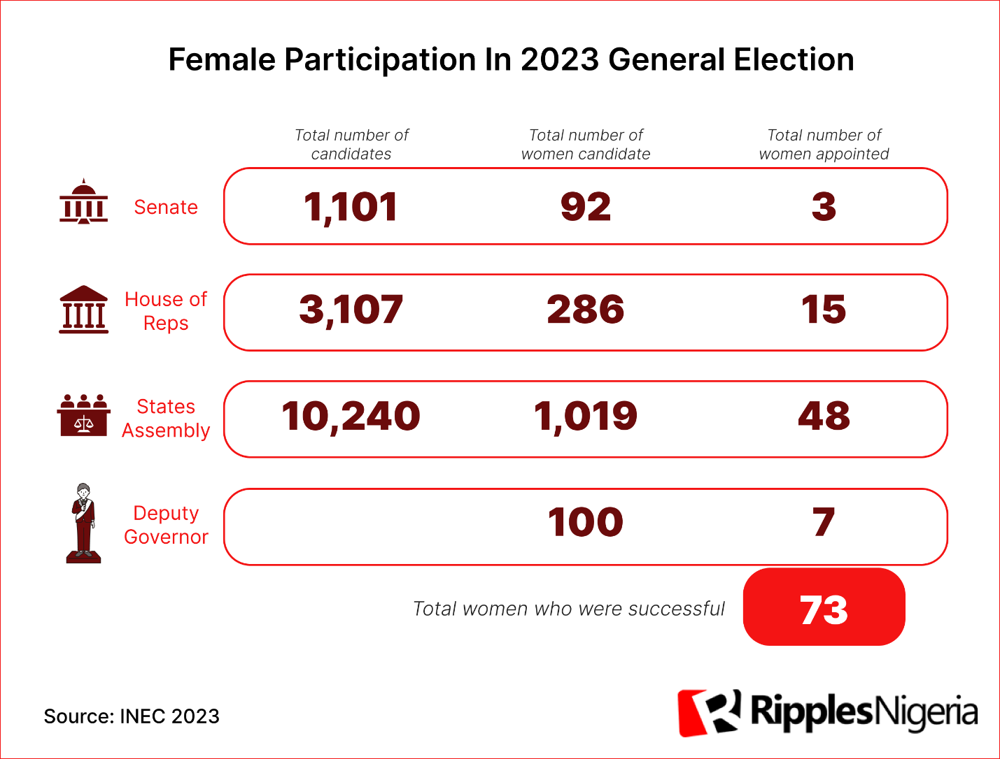 Female Participation In 2023 General Election
Total number of
candidates
Total number of
women candidate
Total number of
women appointed
Senate
1,101
92
3
House of
Reps
3,107
286
15
States
Assembly
10,240
1,019
48
Deputy
Governor
100
7
Total women who were successful
73
Source: INEC 2023
RipplesNigeria